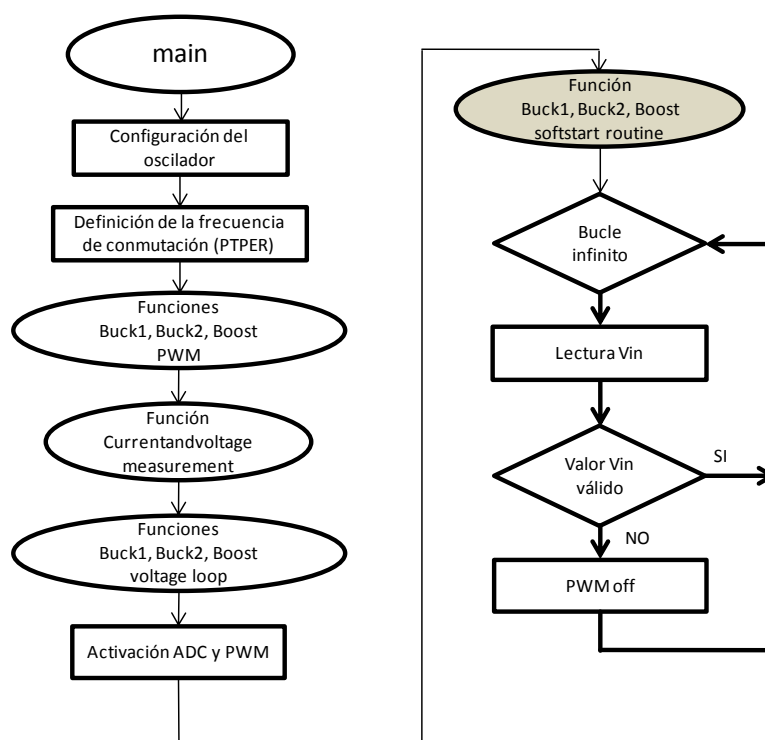 main
Configuración del
oscilador
Definición de la frecuencia
de conmutación (PTPER)
Funciones
Buck1, Buck2, Boost
PWM
Función
Currentandvoltage
measurement
Funciones
Buck1, Buck2, Boost
voltage loop
Activación ADC y PWM
Función
Buck1, Buck2, Boost
softstart routine
Bucle
infinito
Lectura Vin
Valor Vin
válido
SI
NO
PWM off